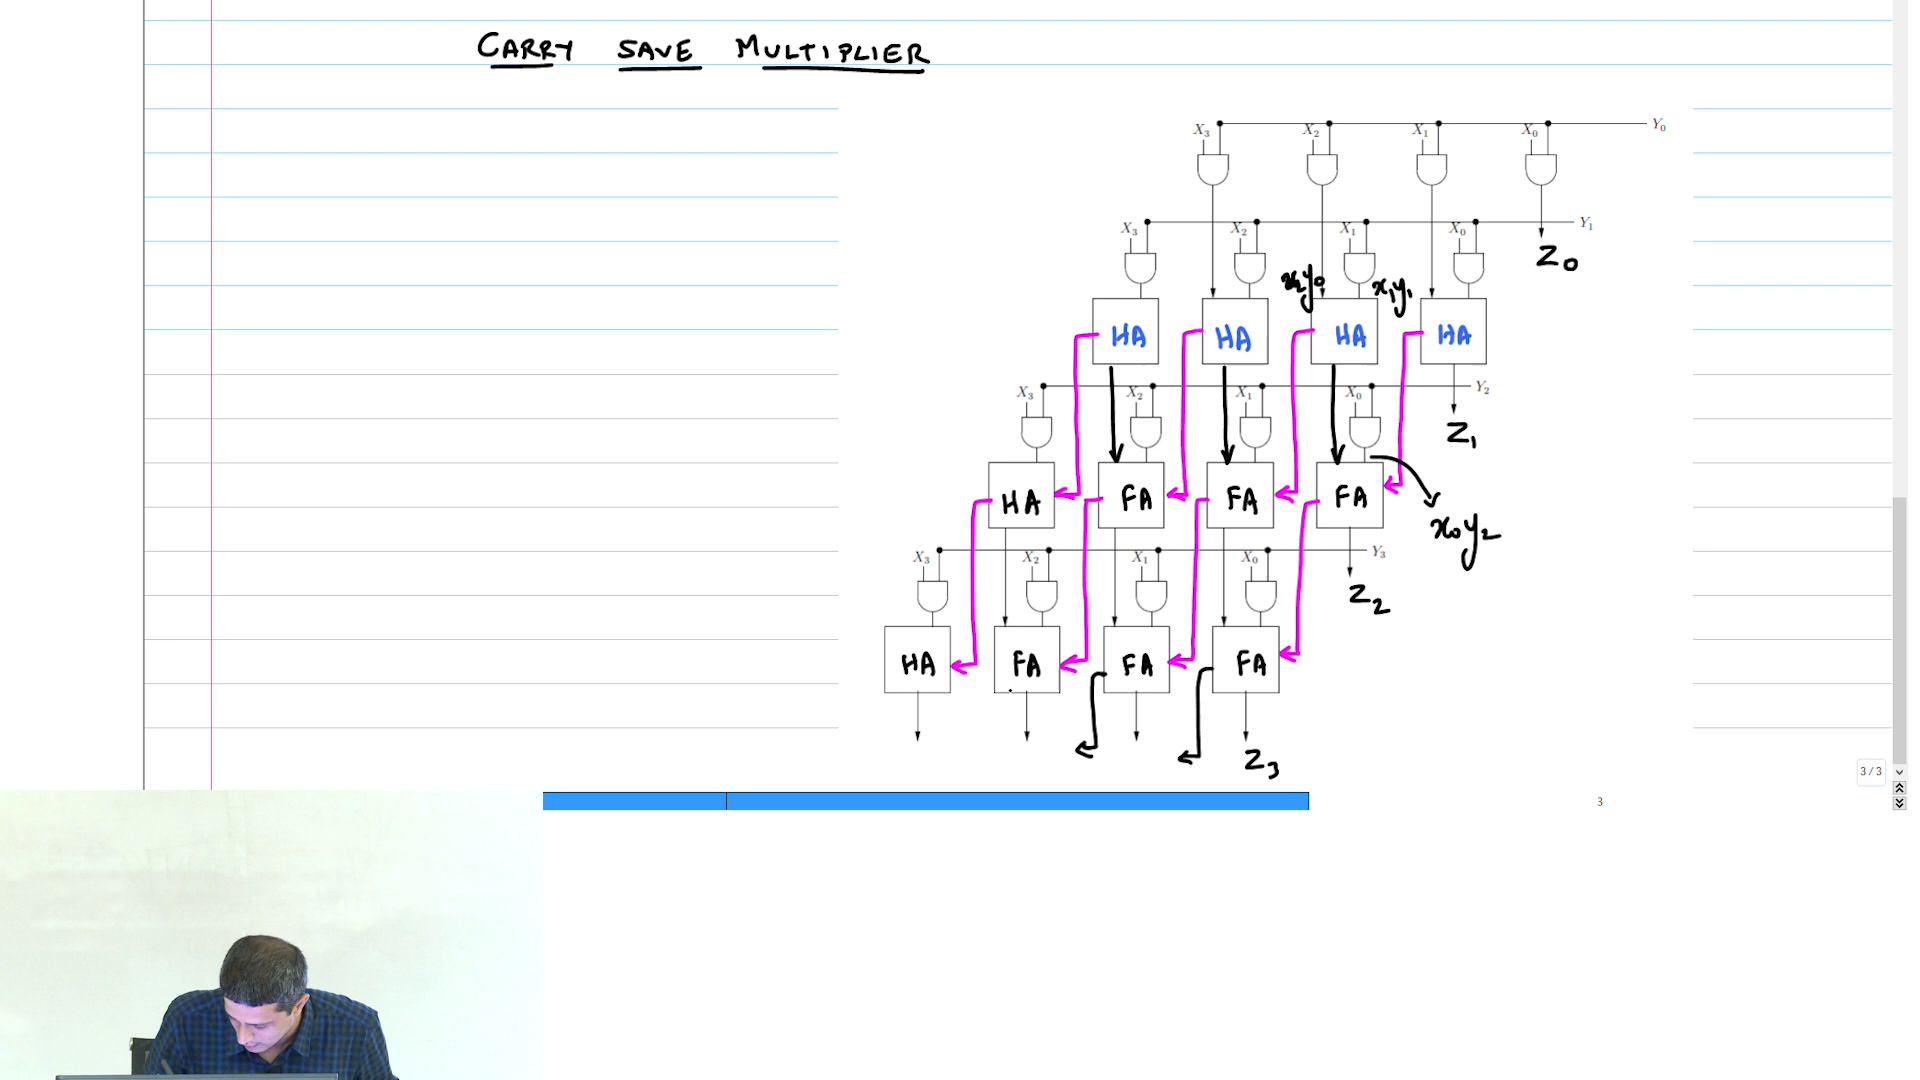 CARRY SAVE MULTIPLIER
X3 X2 X1 X0 Y0
X3 X2 X1 X0 Y1
Z0
x2y0 x1y1
HA HA HA HA
X3 X2 X1 X0 Y2
Z1
HA FA FA FA
x0y2
X3 X2 X1 X0 Y3
Z2
HA FA FA FA
Z3
3 / 3
3